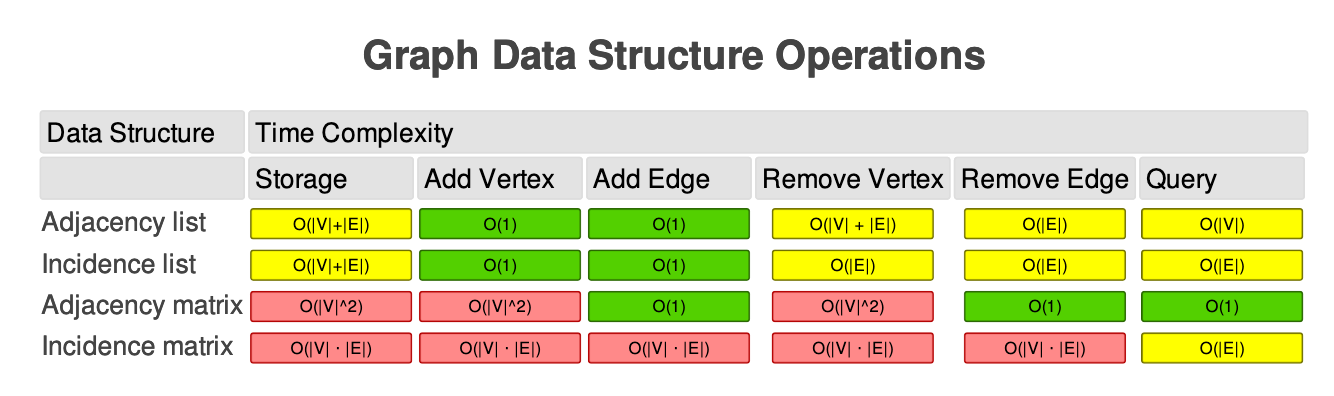 Graph Data Structure Operations
Data Structure Time Complexity
Storage Add Vertex Add Edge Remove Vertex Remove Edge Query
Adjacency list O(|V|+|E|) O(1) O(1) O(|V| + |E|) O(|E|) O(|V|)
Incidence list O(|V|+|E|) O(1) O(1) O(|E|) O(|E|) O(|E|)
Adjacency matrix O(|V|^2) O(|V|^2) O(1) O(|V|^2) O(1) O(1)
Incidence matrix O(|V| · |E|) O(|V| · |E|) O(|V| · |E|) O(|V| · |E|) O(|V| · |E|) O(|E|)